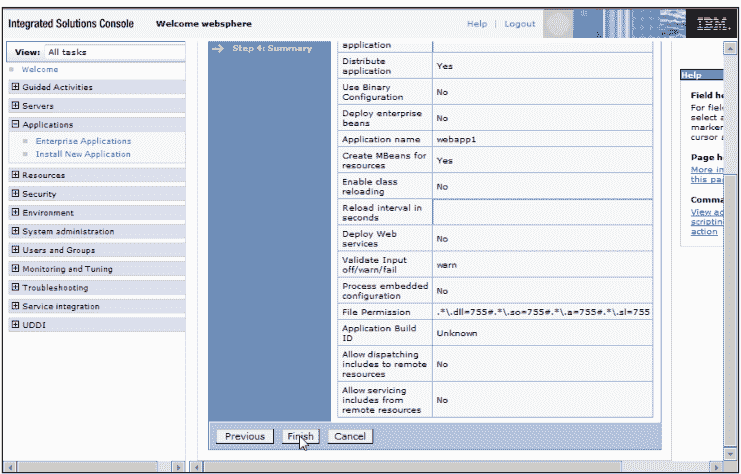 Integrated Solutions Console Welcome websphere Help | Logout IBM.
View: All tasks
Welcome
Guided Activities
Servers
Applications
Enterprise Applications
Install New Application
Resources
Security
Environment
System administration
Users and Groups
Monitoring and Tuning
Troubleshooting
Service integration
UDDI
Step 4: Summary
application
Distribute
application
Yes
Use Binary
Configuration
No
Deploy enterprise
beans
No
Application name
webapp1
Create MBeans for
resources
Yes
Enable class
reloading
No
Reload interval in
seconds
Deploy Web
services
No
Validate Input
off/warn/fail
warn
Process embedded
configuration
No
File Permission
.*\.dll=755#.*\.so=755#.*\.a=755#.*\.sl=755
Application Build
ID
Unknown
Allow dispatching
includes to remote
resources
No
Allow servicing
includes from
remote resources
No
Previous Finish Cancel
Help
Field he
For fiel
select a
marker
cursor
Page h
More in
this pa
Comma
View ad
scriptin
action